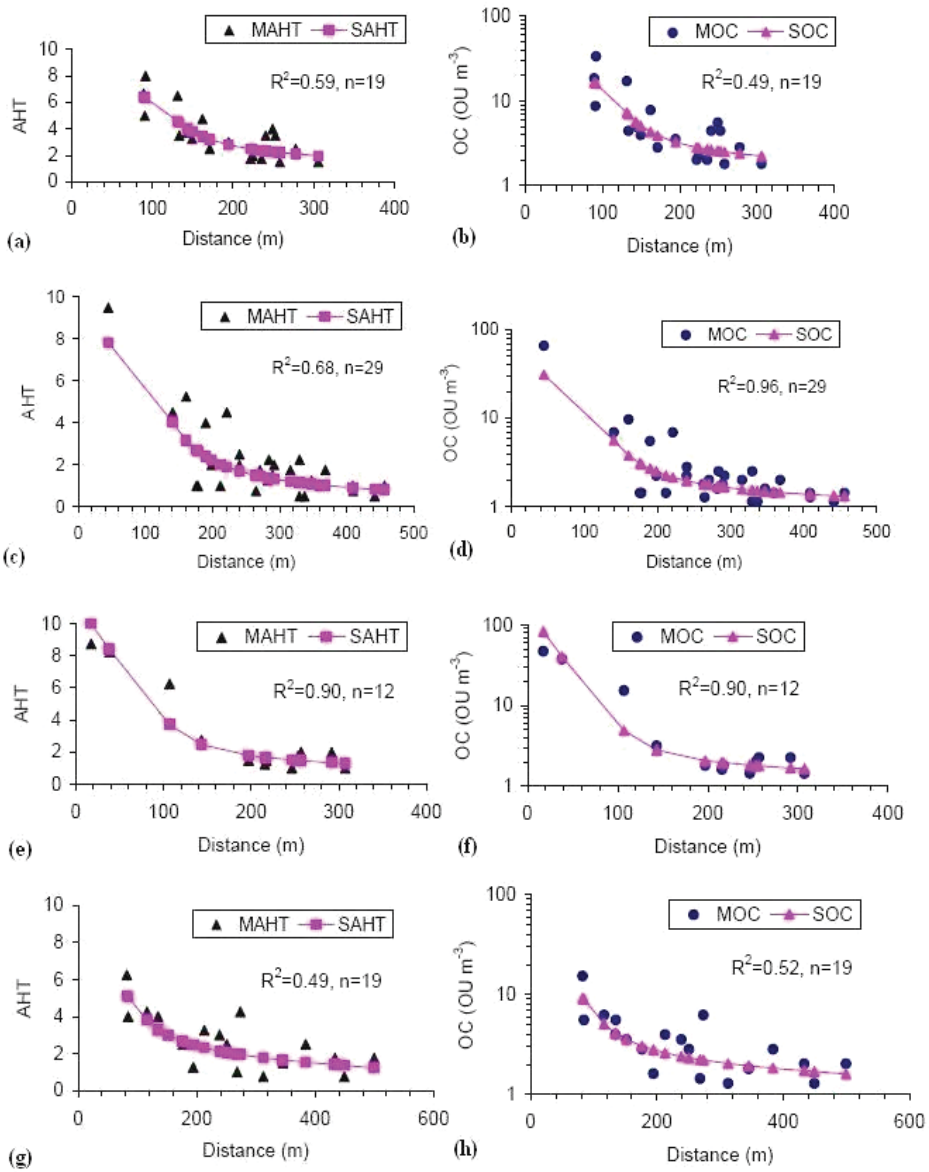 MAHT SAHT
R²=0.59, n=19
AHT
10
8
6
4
2
0
0 100 200 300 400
Distance (m)
(a)
MOC SOC
R²=0.49, n=19
OC (OU m⁻³)
100
10
1
0 100 200 300 400
Distance (m)
(b)
MAHT SAHT
R²=0.68, n=29
AHT
10
8
6
4
2
0
0 100 200 300 400 500
Distance (m)
(c)
MOC SOC
R²=0.96, n=29
OC (OU m⁻³)
100
10
1
0 100 200 300 400 500
Distance (m)
(d)
MAHT SAHT
R²=0.90, n=12
AHT
10
8
6
4
2
0
0 100 200 300 400
Distance (m)
(e)
MOC SOC
R²=0.90, n=12
OC (OU m⁻³)
100
10
1
0 100 200 300 400
Distance (m)
(f)
MAHT SAHT
R²=0.49, n=19
AHT
10
8
6
4
2
0
0 200 400 600
Distance (m)
(g)
MOC SOC
R²=0.52, n=19
OC (OU m⁻³)
100
10
1
0 200 400 600
Distance (m)
(h)